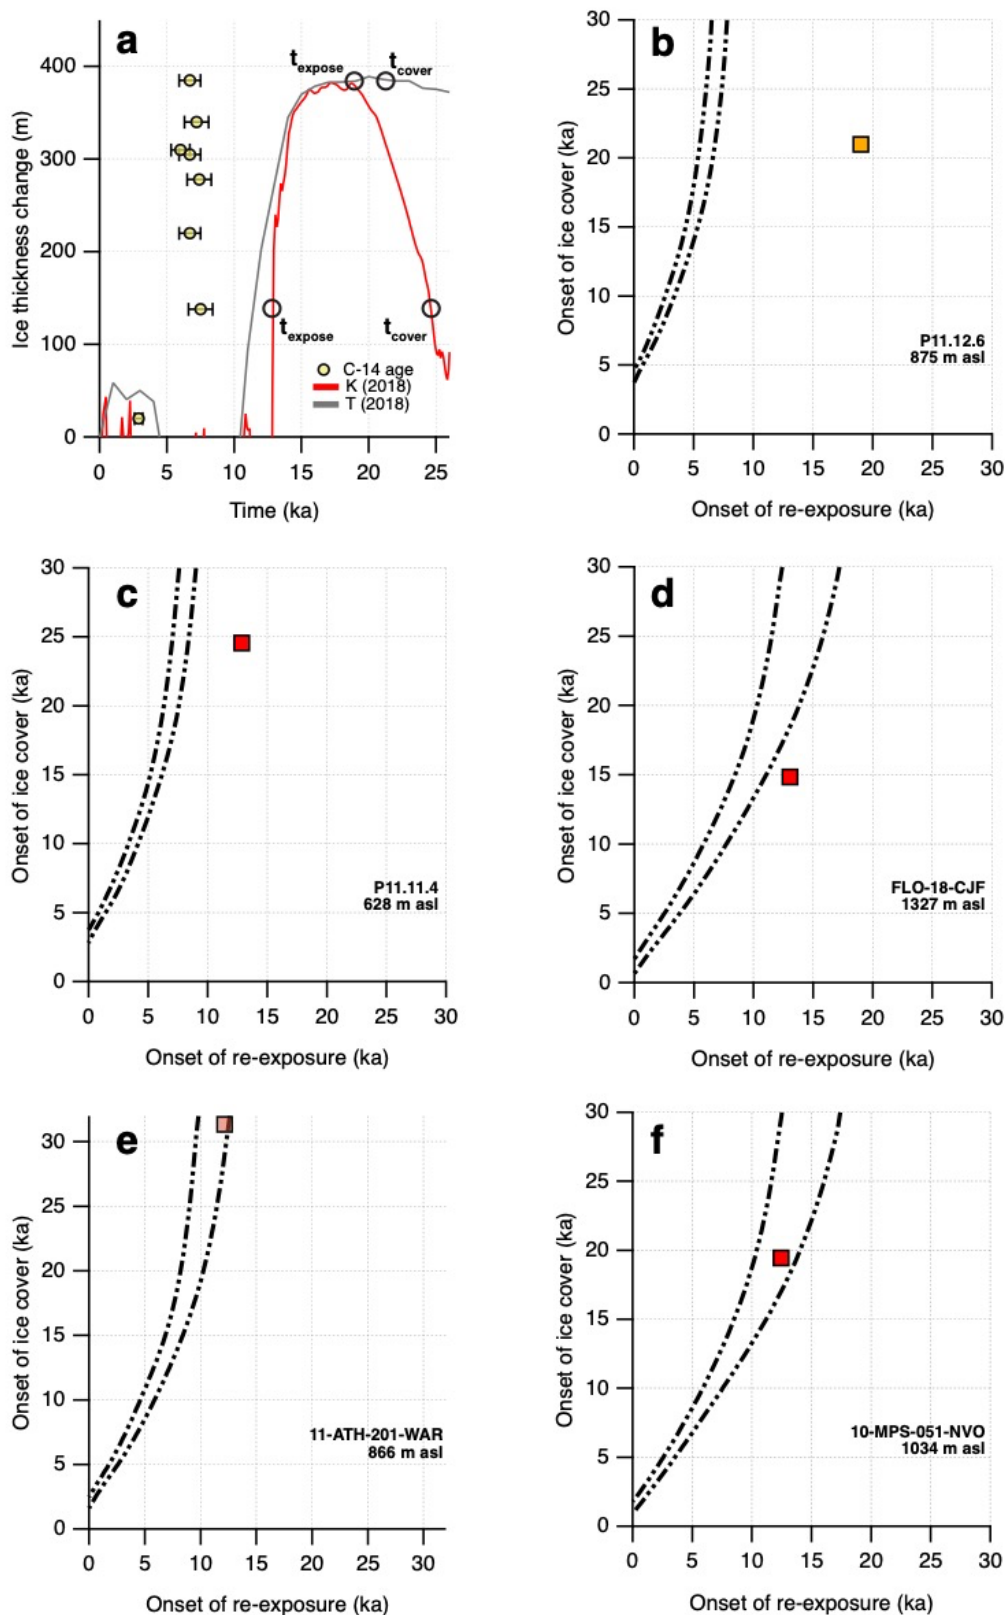 a
Ice thickness change (m)
400
300
200
100
0
t expose
t cover
t expose
t cover
C-14 age
K (2018)
T (2018)
0 5 10 15 20 25
Time (ka)
b
Onset of ice cover (ka)
30
25
20
15
10
5
0
P11.12.6
875 m asl
0 5 10 15 20 25 30
Onset of re-exposure (ka)
c
Onset of ice cover (ka)
30
25
20
15
10
5
0
P11.11.4
628 m asl
0 5 10 15 20 25 30
Onset of re-exposure (ka)
d
Onset of ice cover (ka)
30
25
20
15
10
5
0
FLO-18-CJF
1327 m asl
0 5 10 15 20 25 30
Onset of re-exposure (ka)
e
Onset of ice cover (ka)
30
25
20
15
10
5
0
11-ATH-201-WAR
866 m asl
0 5 10 15 20 25 30
Onset of re-exposure (ka)
f
Onset of ice cover (ka)
30
25
20
15
10
5
0
10-MPS-051-NVO
1034 m asl
0 5 10 15 20 25 30
Onset of re-exposure (ka)